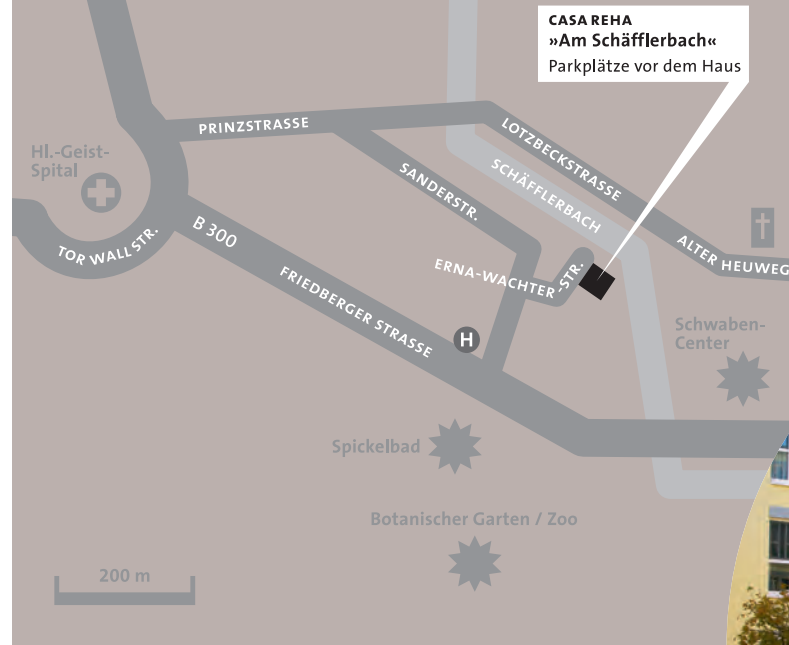 CASA REHA
»Am Schäfflerbach«
Parkplätze vor dem Haus
PRINZSTRASSE
LOTZBECKSTRASSE
Hl.-Geist-
Spital
SANDERSTR.
SCHÄFFLERBACH
TOR WALL STR.
B 300
ALTER HEUWEG
ERNA-WACHTER-STR.
FRIEDBERGER STRASSE
H
Schwaben-
Center
Spickelbad
Botanischer Garten / Zoo
200 m